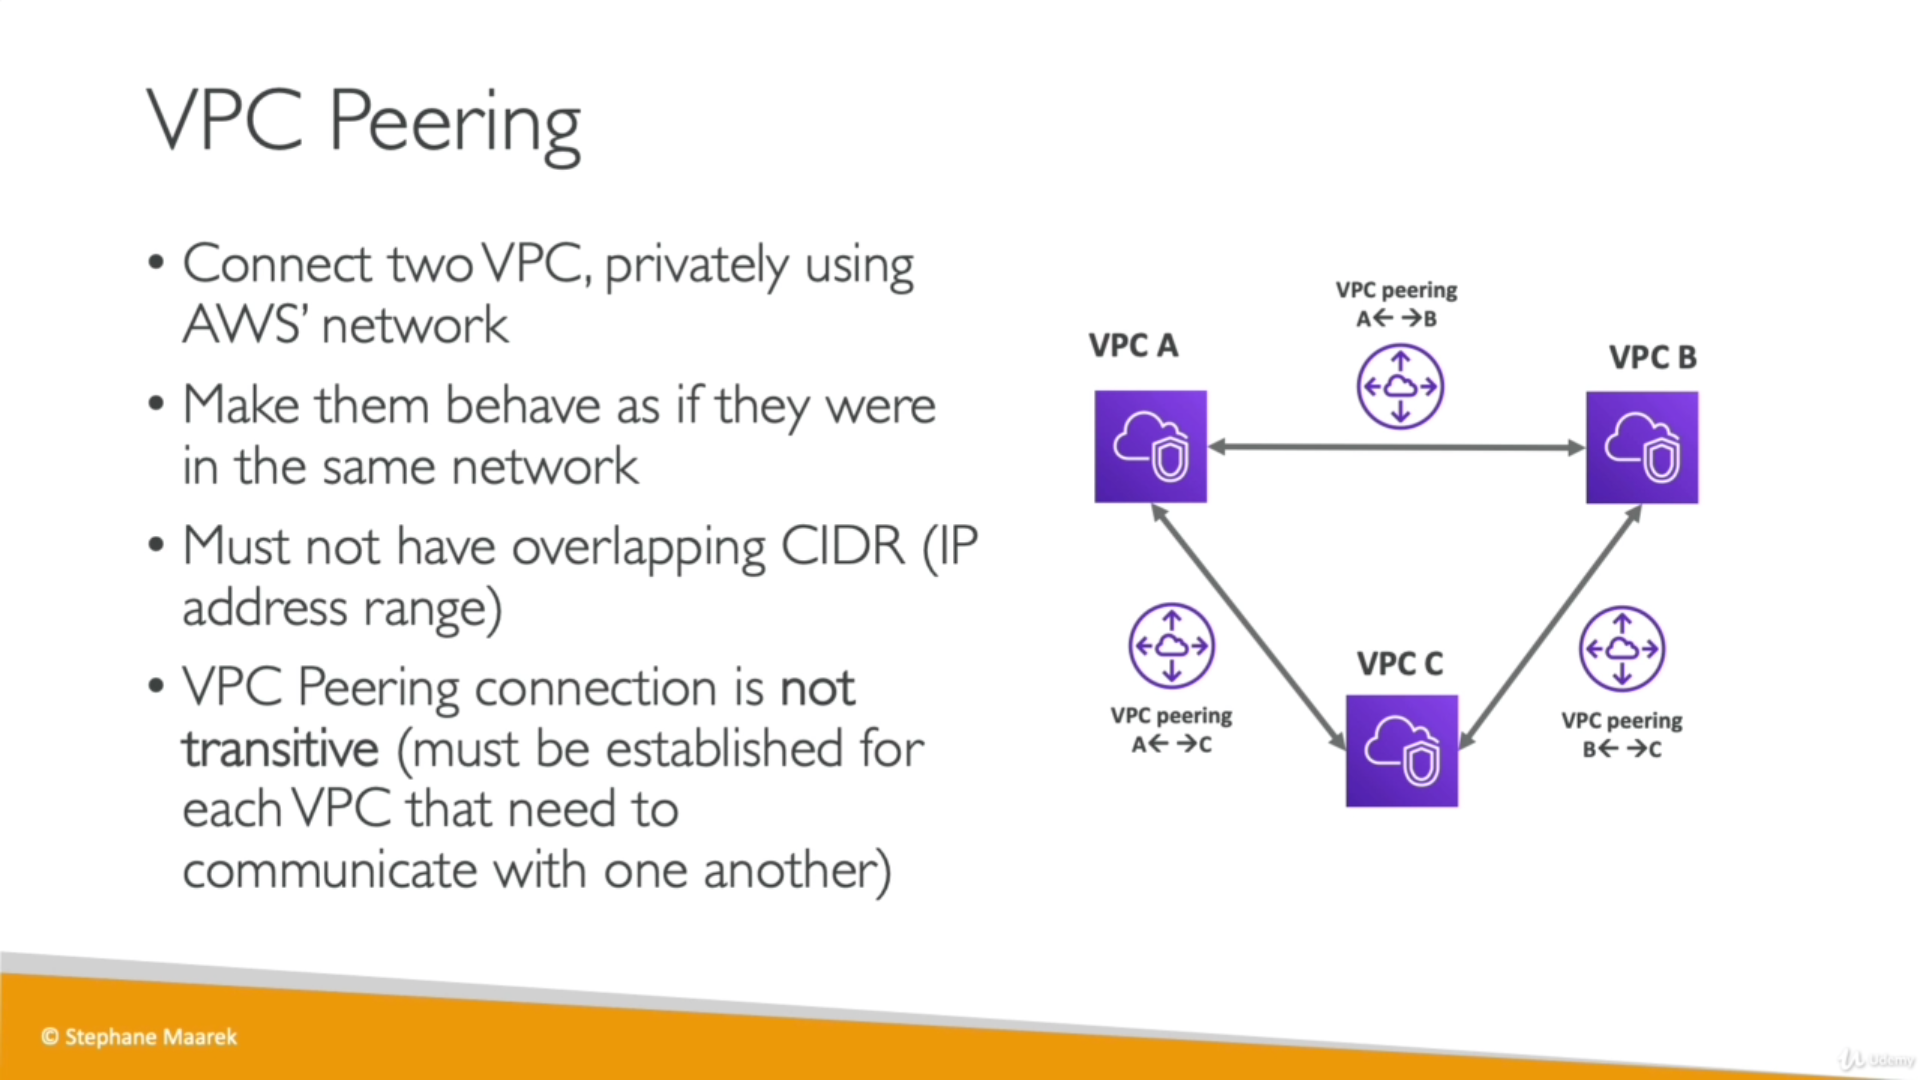 VPC Peering
• Connect two VPC, privately using
AWS’ network
• Make them behave as if they were
in the same network
• Must not have overlapping CIDR (IP
address range)
• VPC Peering connection is not
transitive (must be established for
each VPC that need to
communicate with one another)
VPC peering
A← →B
VPC A
VPC B
VPC C
VPC peering
A← →C
VPC peering
B← →C
© Stephane Maarek
Udemy